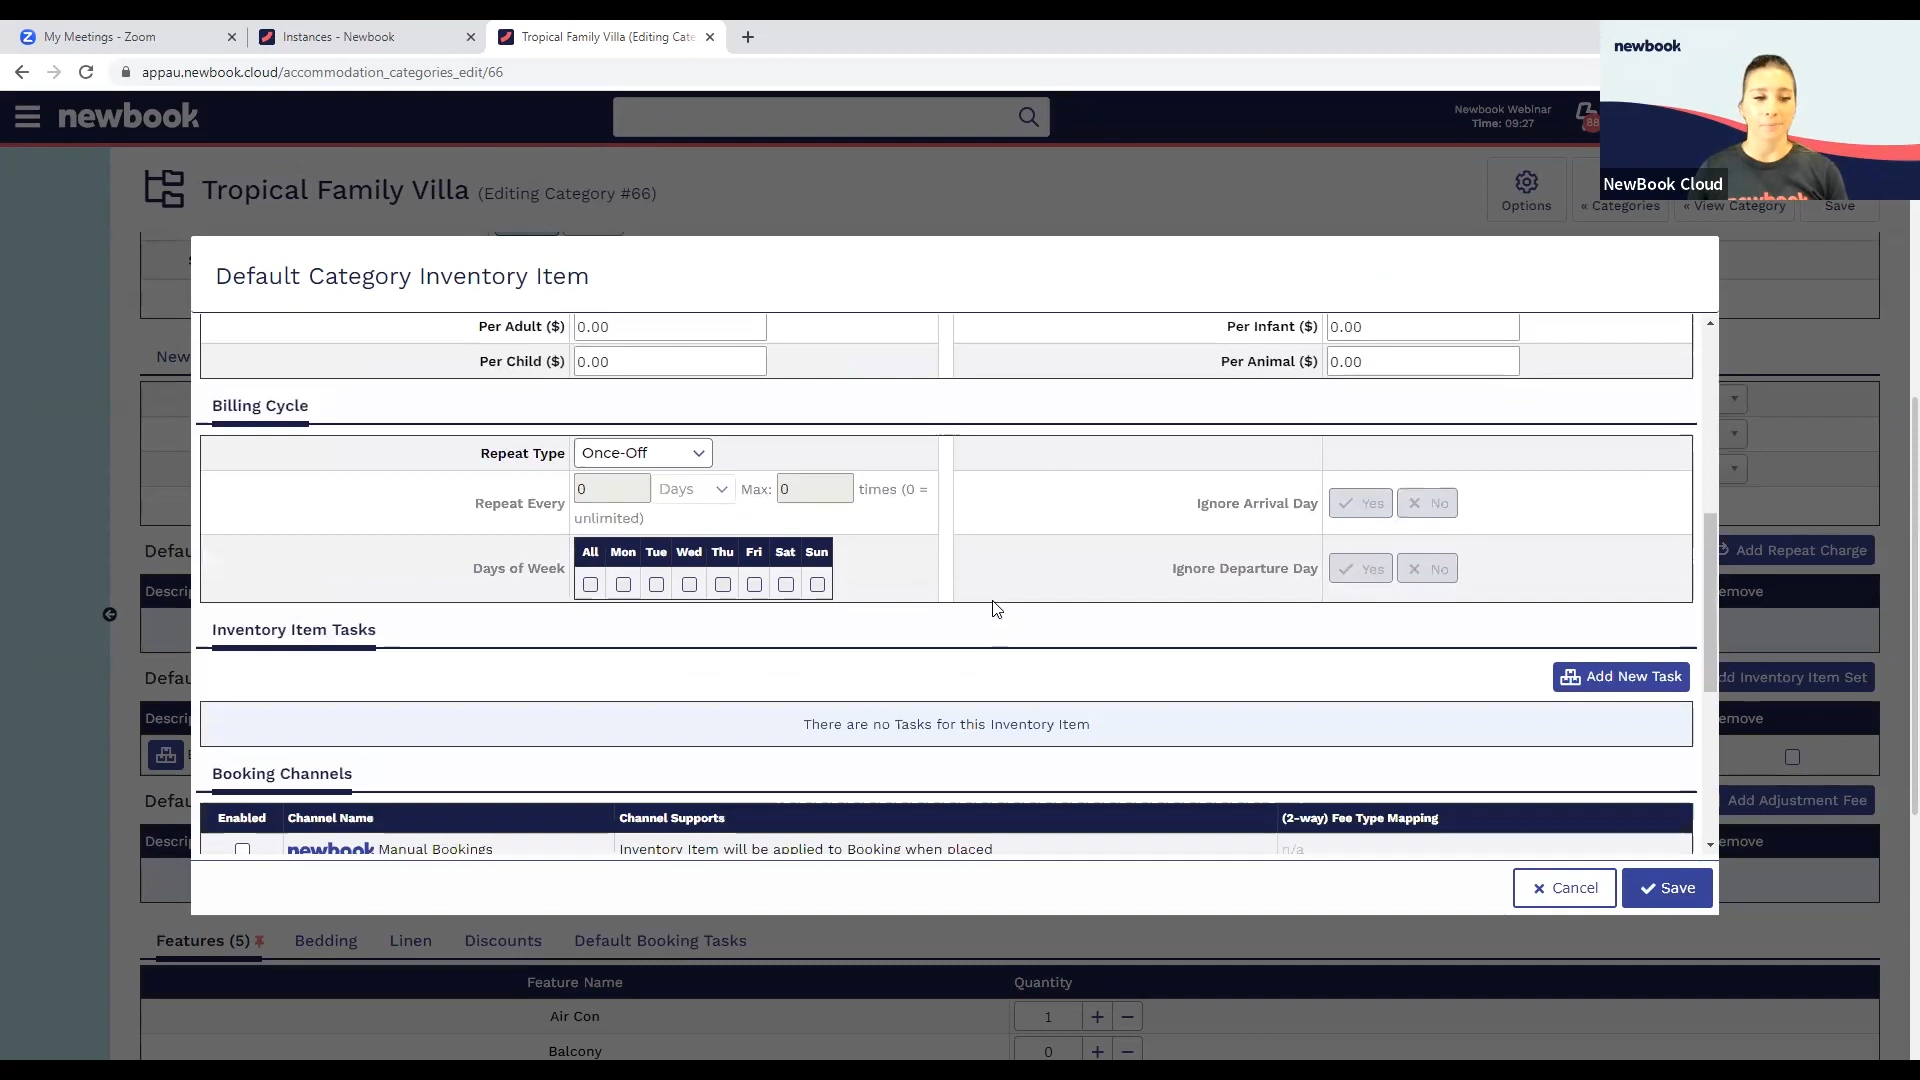 My Meetings - Zoom
Instances - Newbook
Tropical Family Villa (Editing Cate
appau.newbook.cloud/accommodation_categories_edit/66
newbook
Newbook Webinar
Time: 09:27
88
newbook
NewBook Cloud
Tropical Family Villa (Editing Category #66)
Options
« Categories
« View Category
Save
Default Category Inventory Item
Per Adult ($) 0.00 Per Infant ($) 0.00
New
Per Child ($) 0.00 Per Animal ($) 0.00
Billing Cycle
Repeat Type Once-Off
Repeat Every 0 Days Max: 0 times (0 =
unlimited)
Ignore Arrival Day Yes No
All Mon Tue Wed Thu Fri Sat Sun
Days of Week
Ignore Departure Day Yes No
Defau
Add Repeat Charge
Descrip
emove
Inventory Item Tasks
Defau
Add New Task
dd Inventory Item Set
Descrip
emove
There are no Tasks for this Inventory Item
Booking Channels
Defau
Add Adjustment Fee
Enabled Channel Name Channel Supports (2-way) Fee Type Mapping
Descrip
emove
newbook Manual Bookings Inventory Item will be applied to Booking when placed n/a
Cancel
Save
Features (5) Bedding Linen Discounts Default Booking Tasks
Feature Name Quantity
Air Con 1 + −
Balcony 0 + −